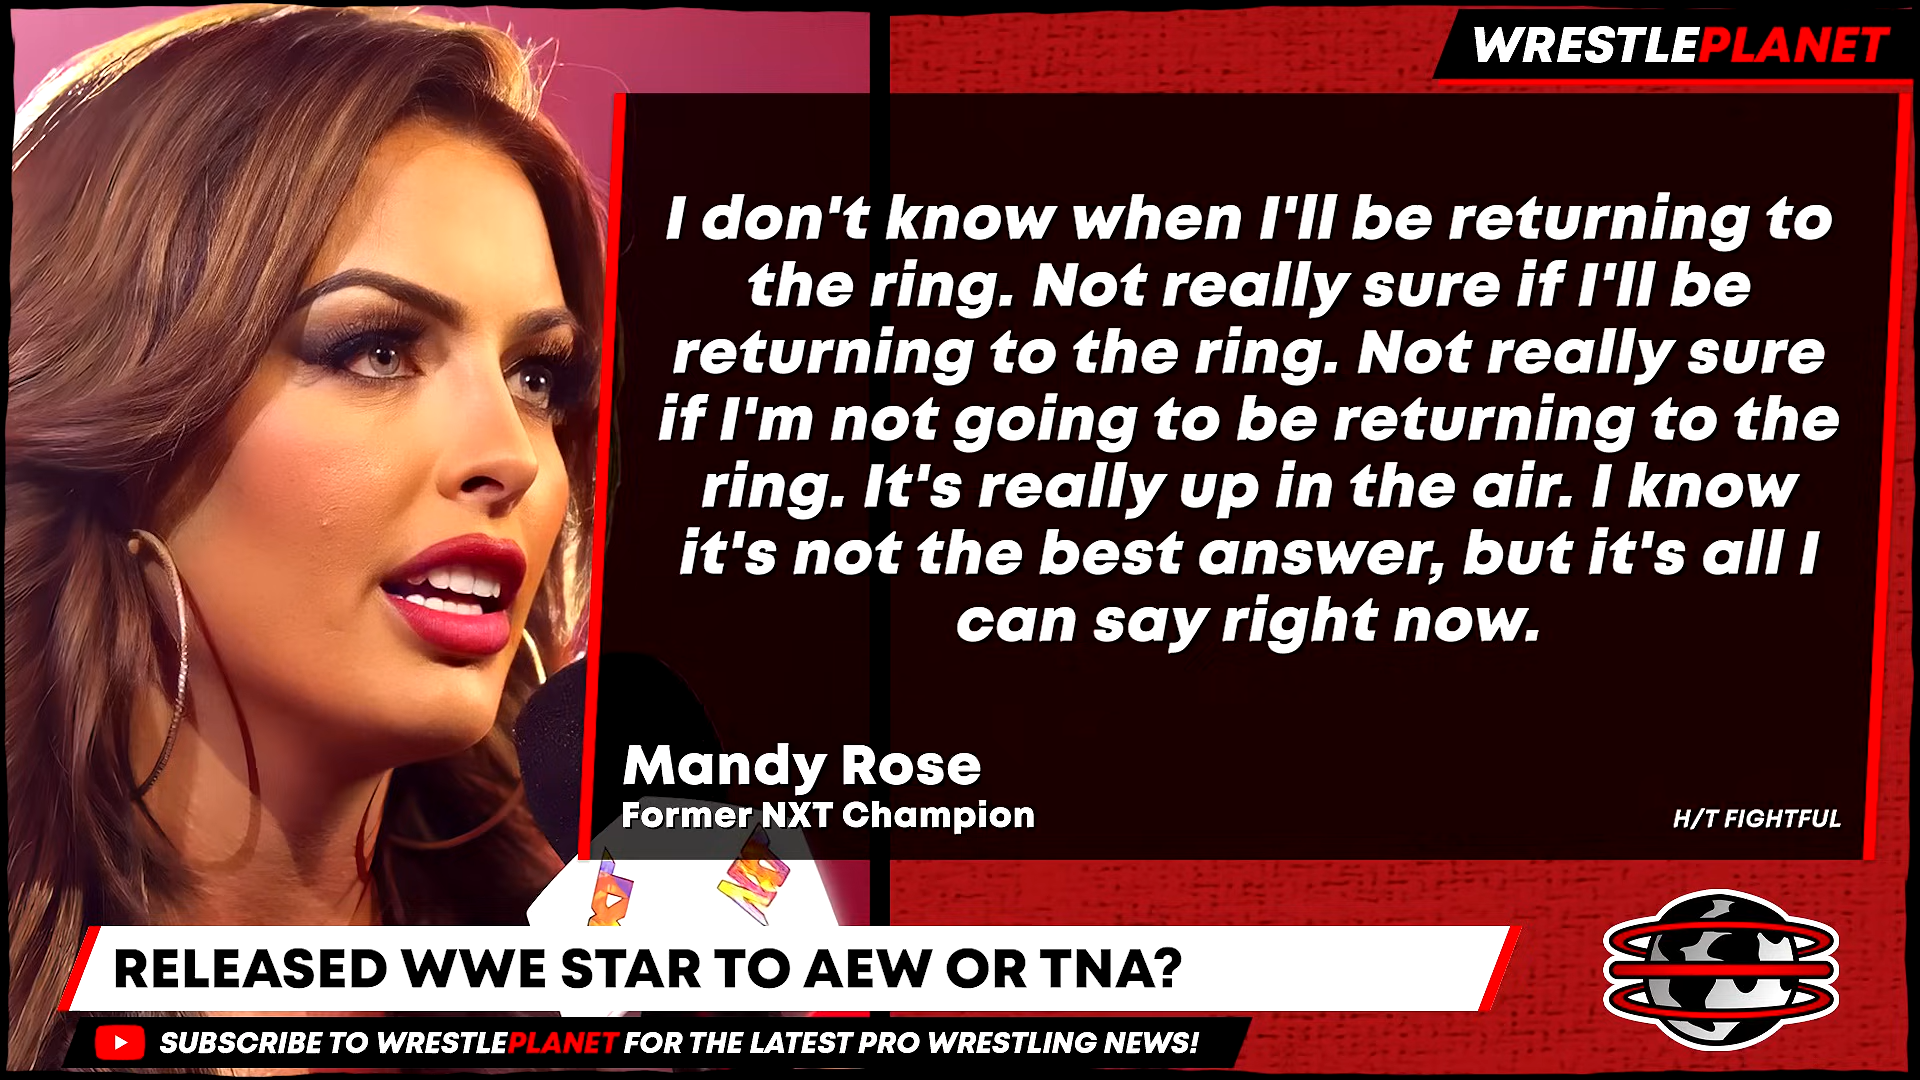 WRESTLEPLANET
I don't know when I'll be returning to
the ring. Not really sure if I'll be
returning to the ring. Not really sure
if I'm not going to be returning to the
ring. It's really up in the air. I know
it's not the best answer, but it's all I
can say right now.
Mandy Rose
Former NXT Champion
H/T FIGHTFUL
RELEASED WWE STAR TO AEW OR TNA?
SUBSCRIBE TO WRESTLEPLANET FOR THE LATEST PRO WRESTLING NEWS!